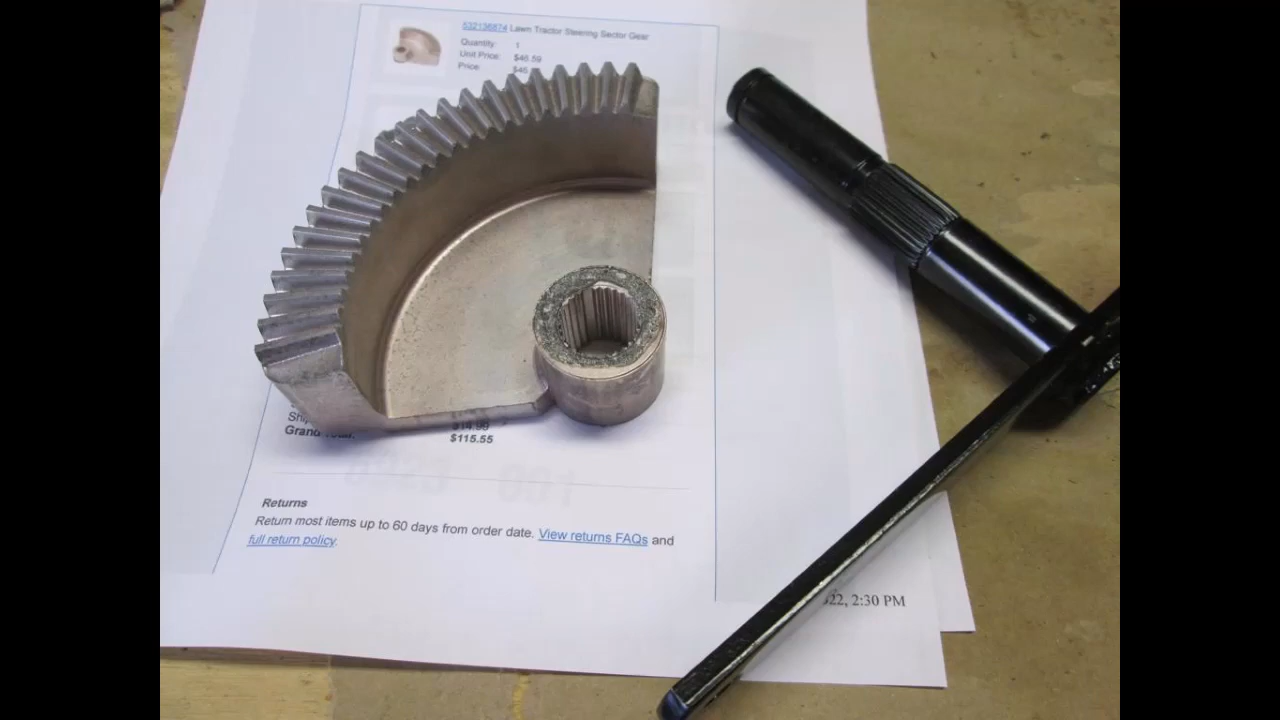 532136874 Lawn Tractor Steering Sector Gear
Quantity: 1
Unit Price: $46.59
Price:
$14.99
Grand Total:
$115.55
Returns
Return most items up to 60 days from order date. View returns FAQs and
full return policy.
2:30 PM